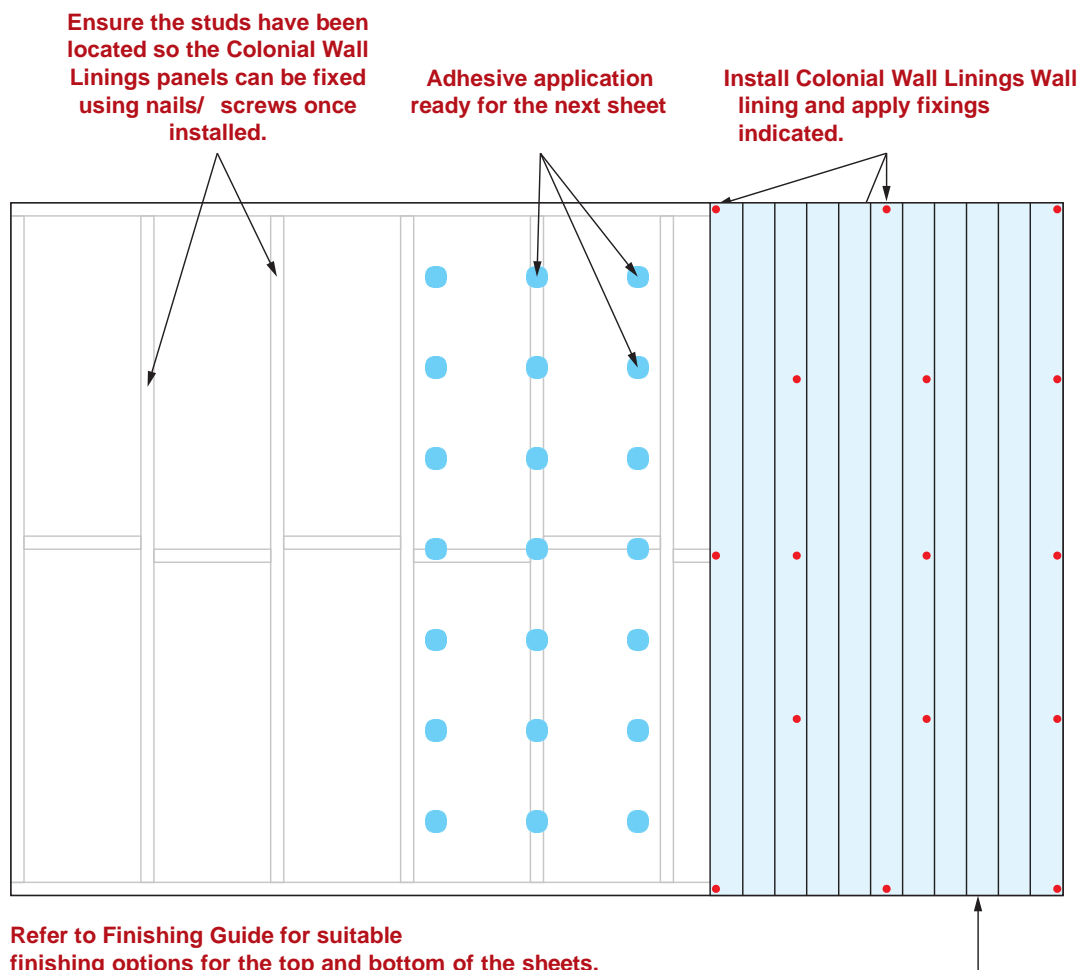 Ensure the studs have been
located so the Colonial Wall
Linings panels can be fixed
using nails/ screws once
installed.
Adhesive application
ready for the next sheet
Install Colonial Wall Linings Wall
lining and apply fixings
indicated.
Refer to Finishing Guide for suitable
finishing options for the top and bottom of the sheets.